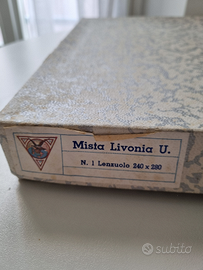 Mista Livonia U.
N. 1 Lenzuolo 240 x 280
subito